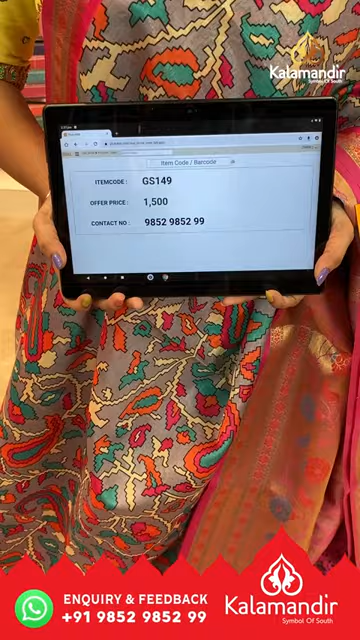 Kalamandir
Symbol Of South
Item Code / Barcode
ITEMCODE : GS149
OFFER PRICE : 1,500
CONTACT NO : 9852 9852 99
ENQUIRY & FEEDBACK
+91 9852 9852 99
Kalamandir
Symbol Of South